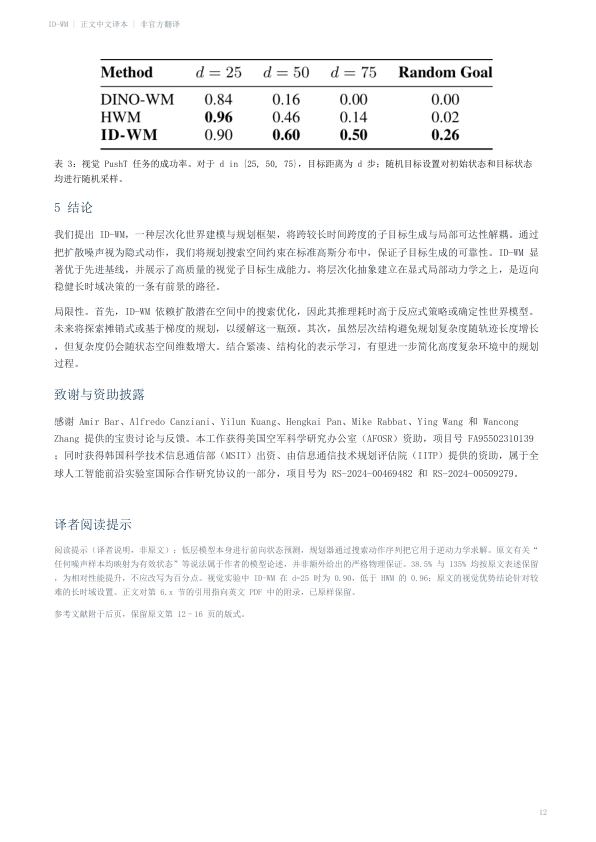 ID-WM | 正文中文译本 | 非官方翻译
Method d = 25 d = 50 d = 75 Random Goal
DINO-WM 0.84 0.16 0.00 0.00
HWM 0.96 0.46 0.14 0.02
ID-WM 0.90 0.60 0.50 0.26
表 3: 视觉 PushT 任务的成功率。对于 d in {25, 50, 75}, 目标距离为 d 步; 随机目标设置对初始状态和目标状态
均进行随机采样。
5 结论
我们提出 ID-WM, 一种层次化世界建模与规划框架, 将跨较长时间跨度的子目标生成与局部可达性解耦。通过
把扩散噪声视为隐式动作, 我们将规划搜索空间约束在标准高斯分布中, 保证子目标生成的可靠性。ID-WM 显
著优于先进基线, 并展示了高质量的视觉子目标生成能力。将层次化抽象建立在显式局部动力学之上, 是迈向
稳健长时域决策的一条有前景的路径。
局限性。首先, ID-WM 依赖扩散潜在空间中的搜索优化, 因此其推理耗时高于反应式策略或确定性世界模型。
未来将探索摊销式或基于梯度的规划, 以缓解这一瓶颈。其次, 虽然层次结构避免规划复杂度随轨迹长度增长
, 但复杂度仍会随状态空间维数增大。结合紧凑、结构化的表示学习, 有望进一步简化高度复杂环境中的规划
过程。
致谢与资助披露
感谢 Amir Bar、Alfredo Canziani、Yilun Kuang、Hengkai Pan、Mike Rabbat、Ying Wang 和 Wancong
Zhang 提供的宝贵讨论与反馈。本工作获得美国空军科学研究办公室 (AFOSR) 资助, 项目号 FA95502310139
; 同时获得韩国科学技术信息通信部 (MSIT) 出资、由信息通信技术规划评估院 (IITP) 提供的资助, 属于全
球人工智能前沿实验室国际合作研究协议的一部分, 项目号为 RS-2024-00469482 和 RS-2024-00509279。
译者阅读提示
阅读提示 (译者说明, 非原文): 低层模型本身进行前向状态预测, 规划器通过搜索动作序列把它用于逆动力学求解。原文有关“
任何噪声样本均映射为有效状态”等说法属于作者的模型论述, 并非额外给出的严格物理保证。38.5% 与 135% 均按原文表述保留
, 为相对性能提升, 不应改写为百分点。视觉实验中 ID-WM 在 d=25 时为 0.90, 低于 HWM 的 0.96; 原文的视觉优势结论针对较
难的长时域设置。正文对第 6.x 节的引用指向英文 PDF 中的附录, 已原样保留。
参考文献附于后页, 保留原文第 12–16 页的版式。
12